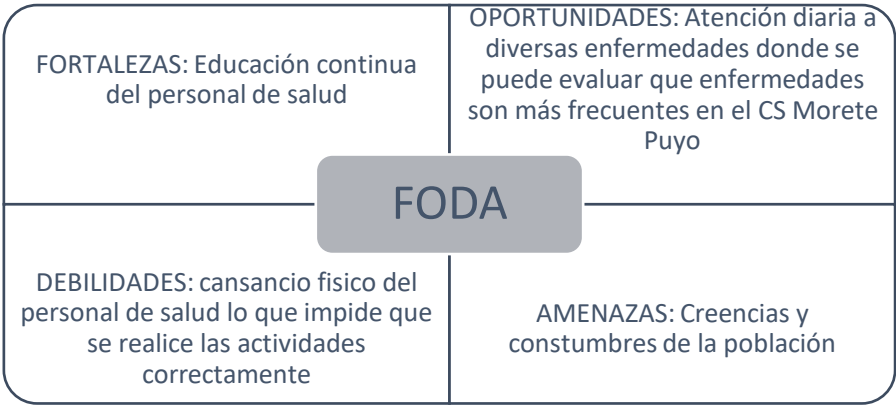 FORTALEZAS: Educación continua
del personal de salud
OPORTUNIDADES: Atención diaria a
diversas enfermedades donde se
puede evaluar que enfermedades
son más frecuentes en el CS Morete
Puyo
FODA
DEBILIDADES: cansancio fisico del
personal de salud lo que impide que
se realice las actividades
correctamente
AMENAZAS: Creencias y
constumbres de la población